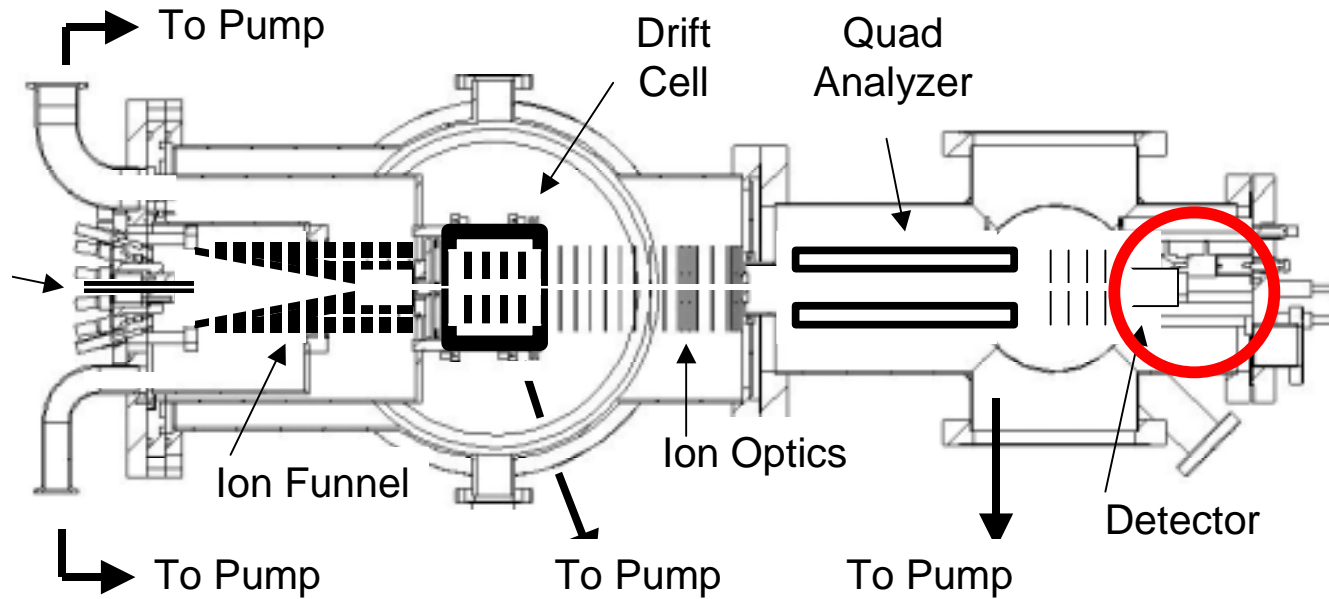 To Pump
Drift
Cell
Quad
Analyzer
Ion Funnel
Ion Optics
Detector
To Pump
To Pump
To Pump